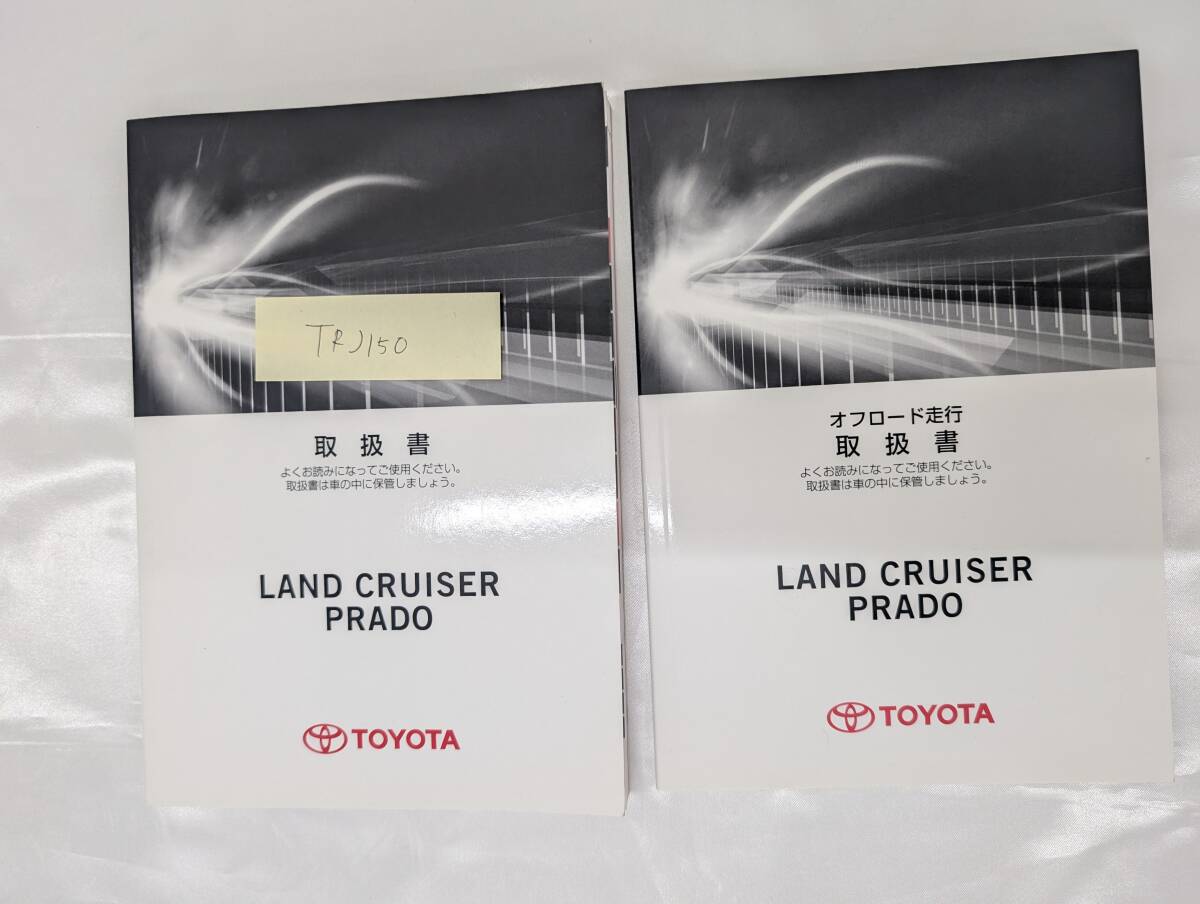 TRJ150
取扱書
よくお読みになってご使用ください。
取扱書は車の中に保管しましょう。
LAND CRUISER
PRADO
TOYOTA
オフロード走行
取扱書
よくお読みになってご使用ください。
取扱書は車の中に保管しましょう。
LAND CRUISER
PRADO
TOYOTA